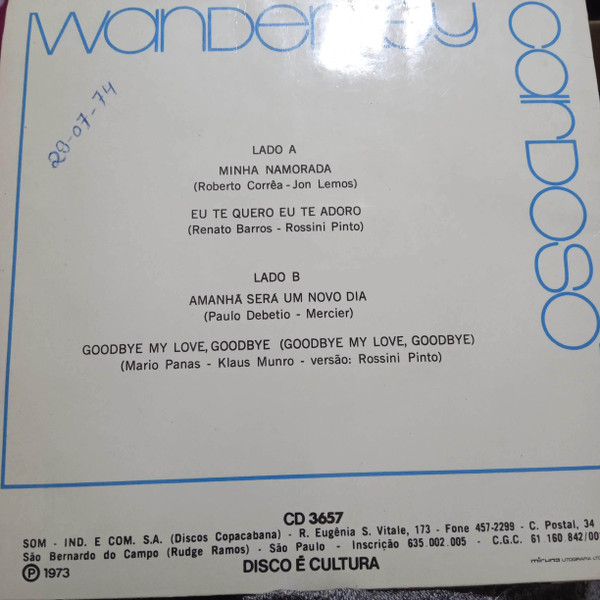 wanderley
cardoso
28-07-74
LADO A
MINHA NAMORADA
(Roberto Corrêa - Jon Lemos)
EU TE QUERO EU TE ADORO
(Renato Barros - Rossini Pinto)
LADO B
AMANHÃ SERÁ UM NOVO DIA
(Paulo Debetio - Mercier)
GOODBYE MY LOVE, GOODBYE (GOODBYE MY LOVE, GOODBYE)
(Mario Panas - Klaus Munro - versão: Rossini Pinto)
CD 3657
SOM - IND. E COM. S.A. (Discos Copacabana) - R. Eugênia S. Vitale, 173 - Fone 457-2299 - C. Postal, 34
São Bernardo do Campo (Rudge Ramos) - São Paulo - Inscrição 635.002.005 - C.G.C. 61 160 842/001
DISCO É CULTURA
Ⓟ 1973